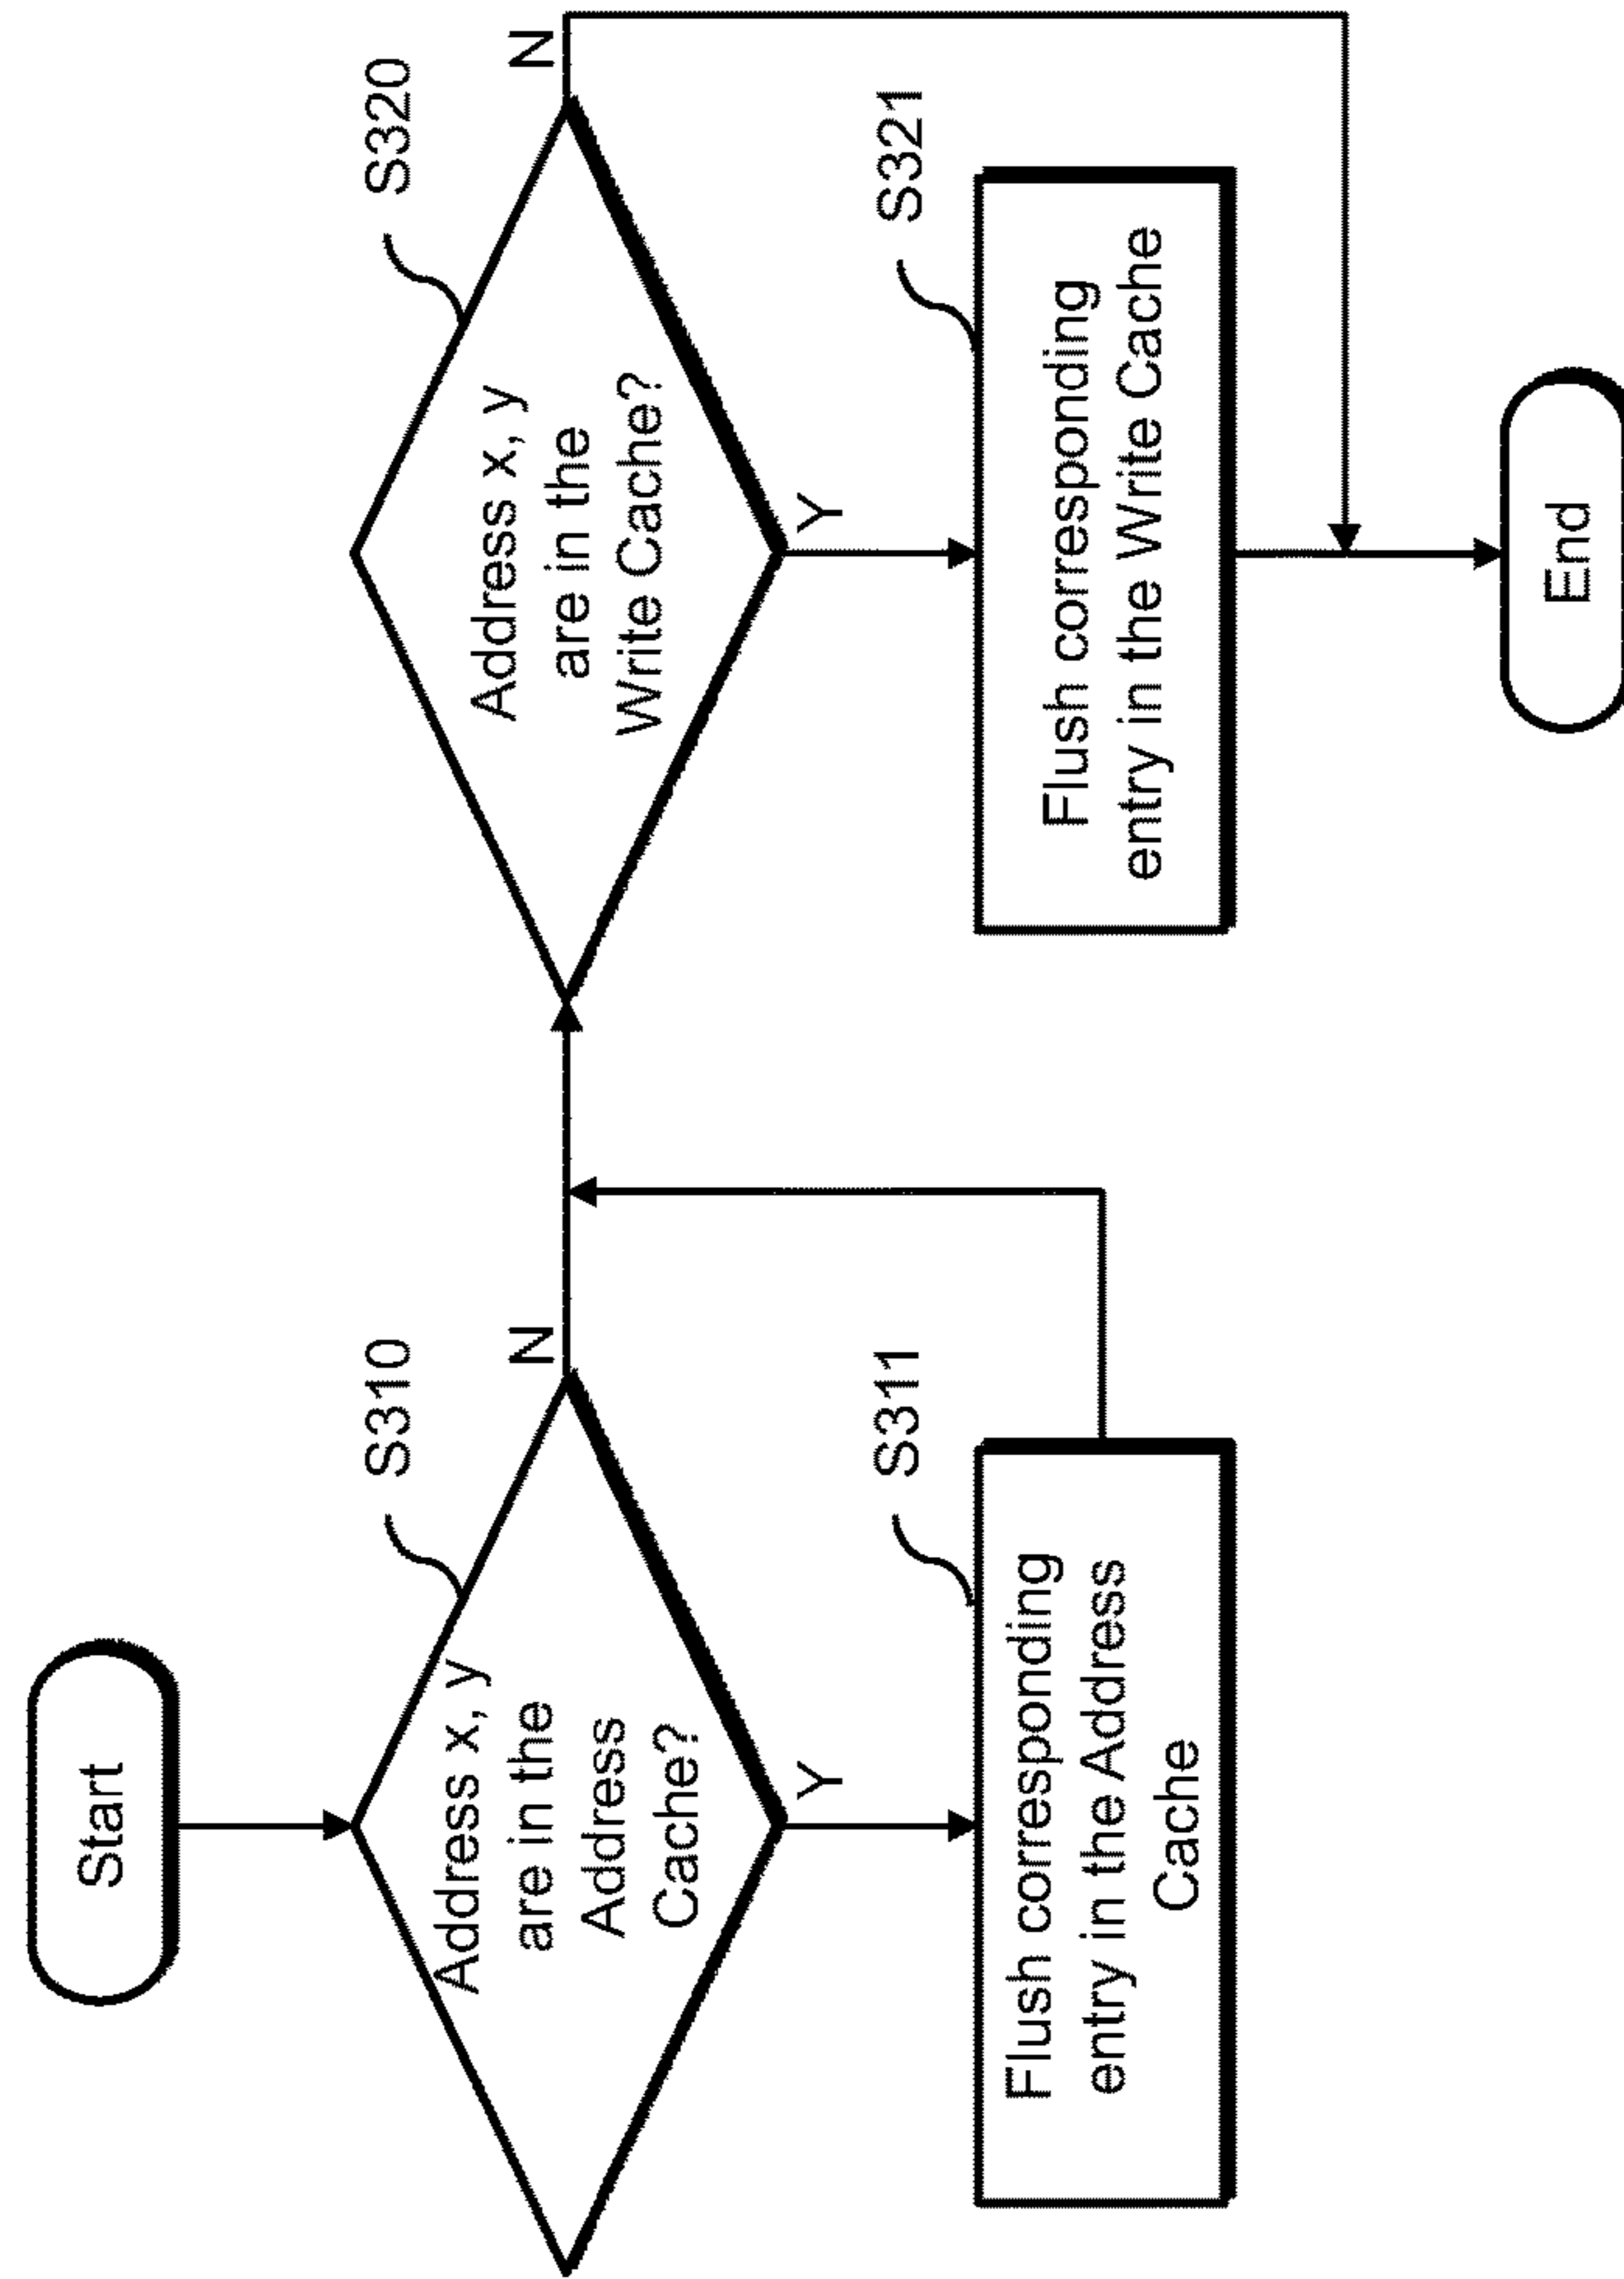 Start
S310
Address x, y
are in the
Address
Cache?
N
Y
S311
Flush corresponding
entry in the Address
Cache
S320
Address x, y
are in the
Write Cache?
N
Y
S321
Flush corresponding
entry in the Write Cache
End